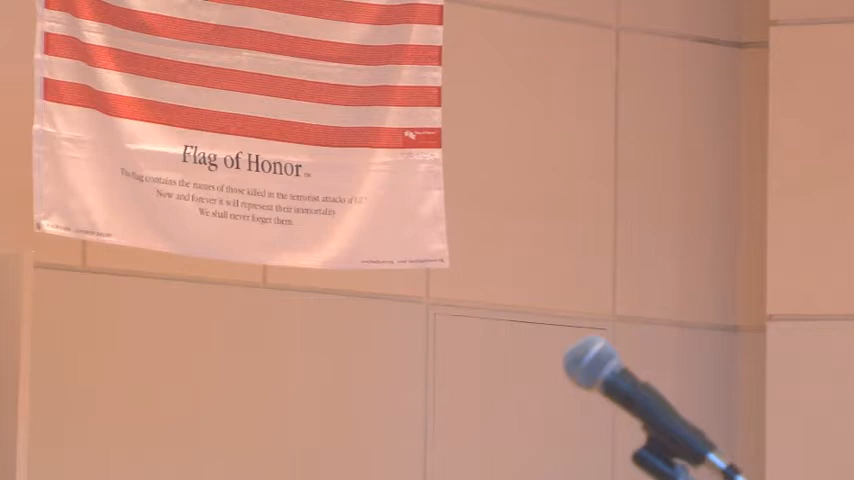 Flag of Honor™
This flag contains the names of those killed in the terrorist attacks of 9.11
Now and forever it will represent their immortality
We shall never forget them.